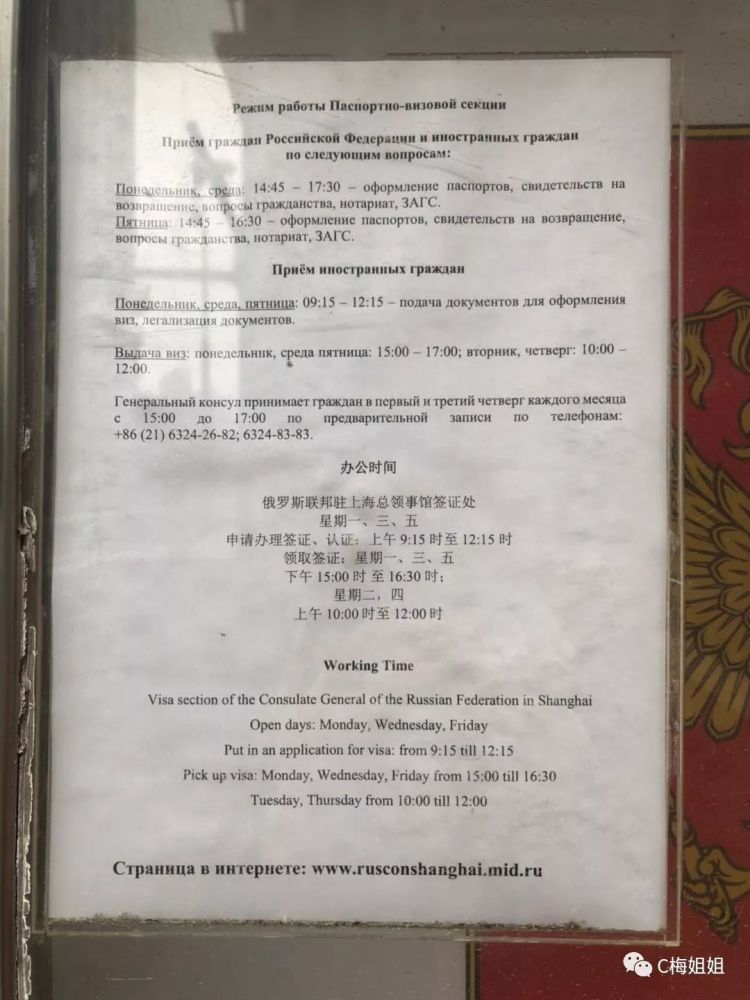 Режим работы Паспортно-визовой секции
Приём граждан Российской Федерации и иностранных граждан
по следующим вопросам:
Понедельник, среда: 14:45 – 17:30 – оформление паспортов, свидетельств на
возвращение, вопросы гражданства, нотариат, ЗАГС.
Пятница: 14:45 – 16:30 – оформление паспортов, свидетельств на возвращение,
вопросы гражданства, нотариат, ЗАГС.
Приём иностранных граждан
Понедельник, среда, пятница: 09:15 – 12:15 – подача документов для оформления
виз, легализация документов.
Выдача виз: понедельник, среда пятница: 15:00 – 17:00; вторник, четверг: 10:00 –
12:00.
Генеральный консул принимает граждан в первый и третий четверг каждого месяца
с 15:00 до 17:00 по предварительной записи по телефонам:
+86 (21) 6324-26-82; 6324-83-83.
办公时间
俄罗斯联邦驻上海总领事馆签证处
星期一、三、五
申请办理签证、认证：上午 9:15 时至 12:15 时
领取签证：星期一、三、五
下午 15:00 时 至 16:30 时；
星期二，四
上午 10:00 时至 12:00 时
Working Time
Visa section of the Consulate General of the Russian Federation in Shanghai
Open days: Monday, Wednesday, Friday
Put in an application for visa: from 9:15 till 12:15
Pick up visa: Monday, Wednesday, Friday from 15:00 till 16:30
Tuesday, Thursday from 10:00 till 12:00
Страница в интернете: www.rusconshanghai.mid.ru
C梅姐姐